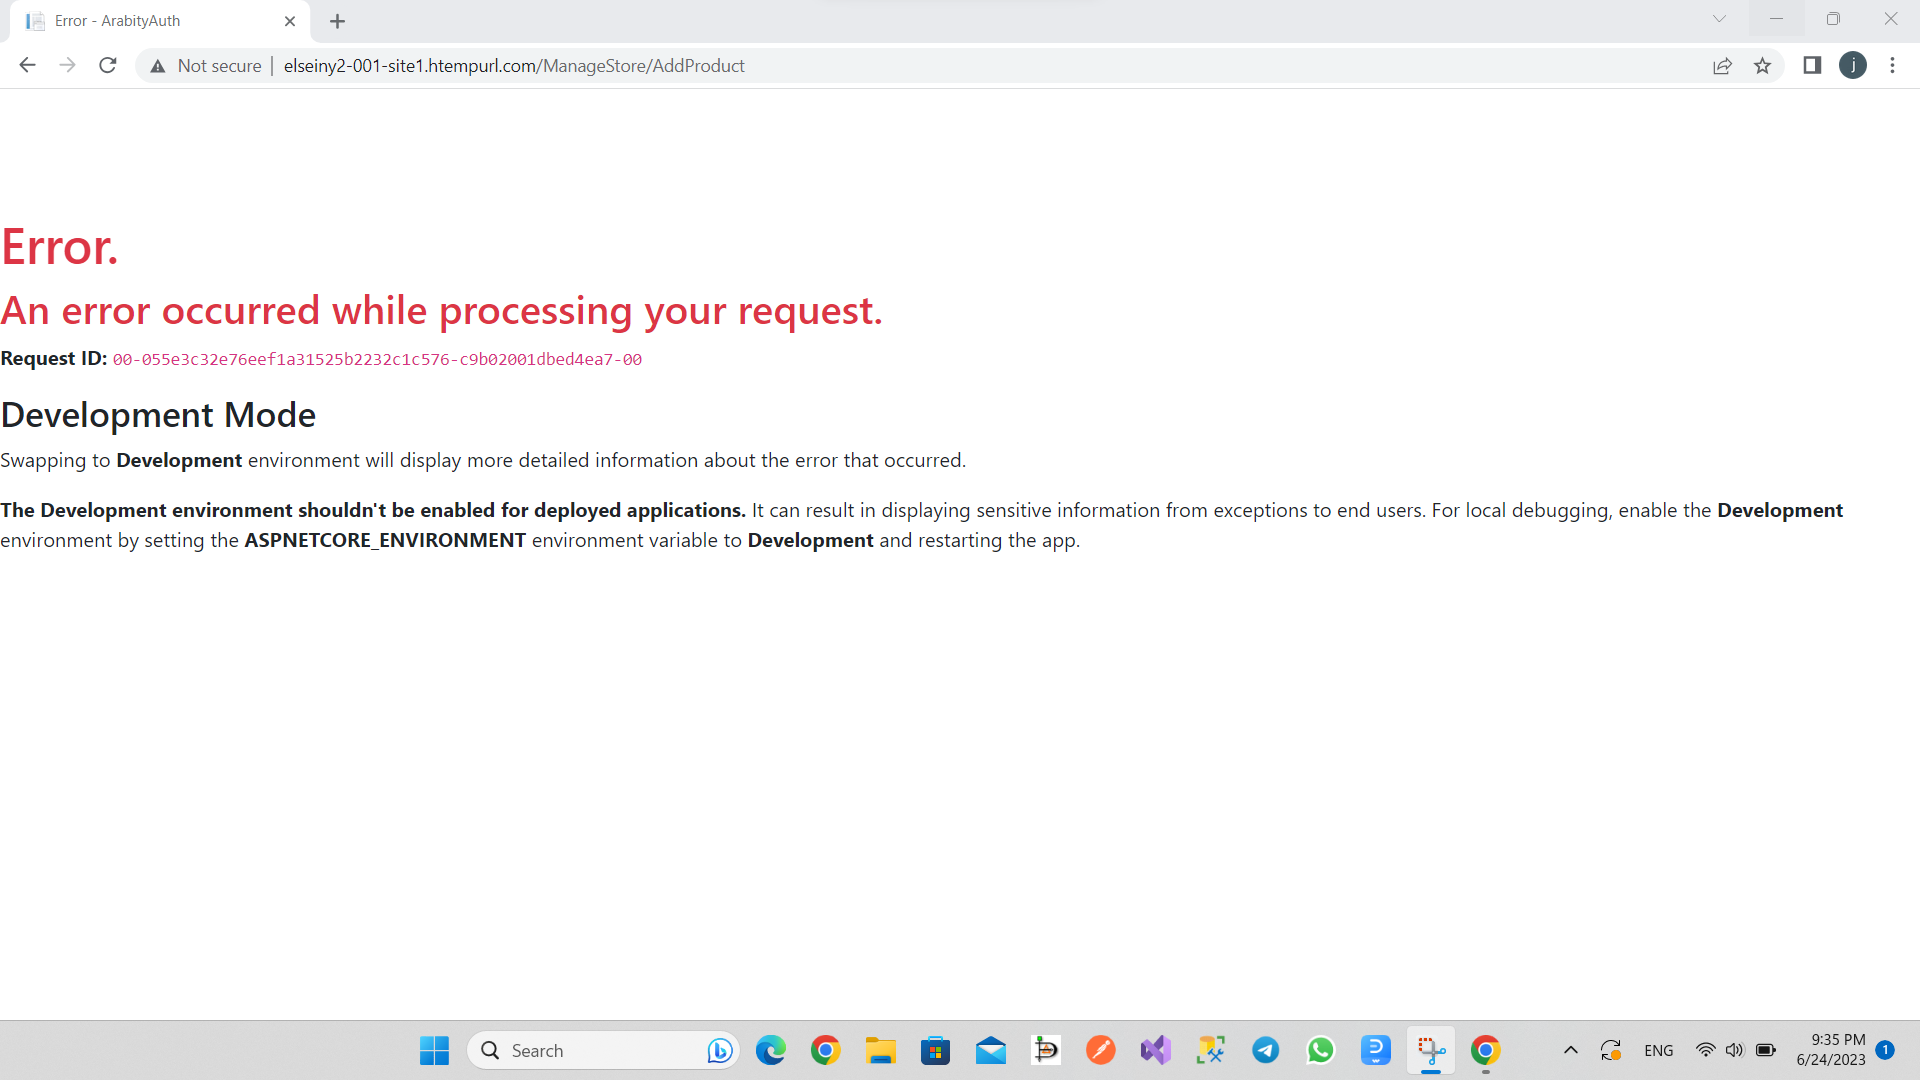 Error - ArabityAuth
Not secure
elseiny2-001-site1.htempurl.com/ManageStore/AddProduct
j
Error.
An error occurred while processing your request.
Request ID: 00-055e3c32e76eef1a31525b2232c1c576-c9b02001dbed4ea7-00
Development Mode
Swapping to Development environment will display more detailed information about the error that occurred.
The Development environment shouldn't be enabled for deployed applications. It can result in displaying sensitive information from exceptions to end users. For local debugging, enable the Development
environment by setting the ASPNETCORE_ENVIRONMENT environment variable to Development and restarting the app.
Search
ENG
9:35 PM
6/24/2023
1